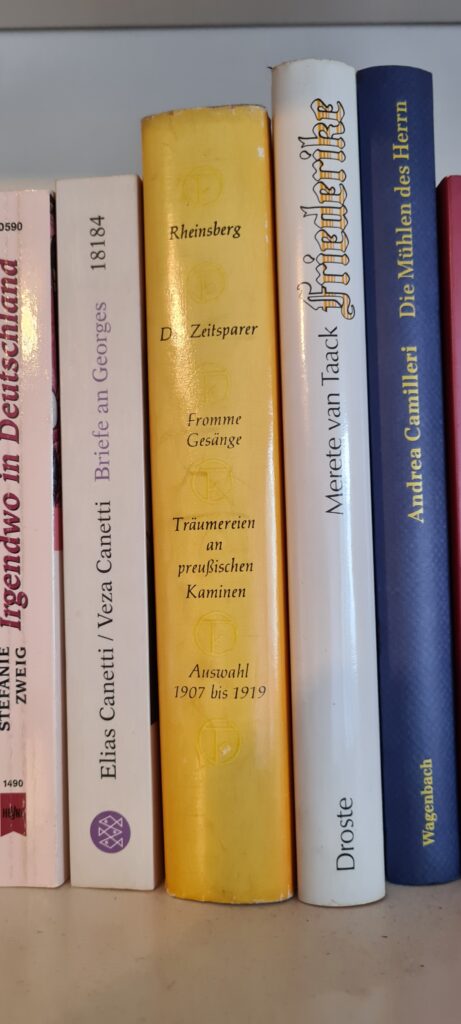 0590
STEFANIE
ZWEIG
Irgendwo in Deutschland
1490
HEYNE
Elias Canetti / Veza Canetti Briefe an Georges 18184
Rheinsberg
Zeitsparer
Fromme
Gesänge
Träumereien
an
preußischen
Kaminen
Auswahl
1907 bis 1919
Merete van Taack Friederike
Droste
Andrea Camilleri Die Mühlen des Herrn
Wagenbach